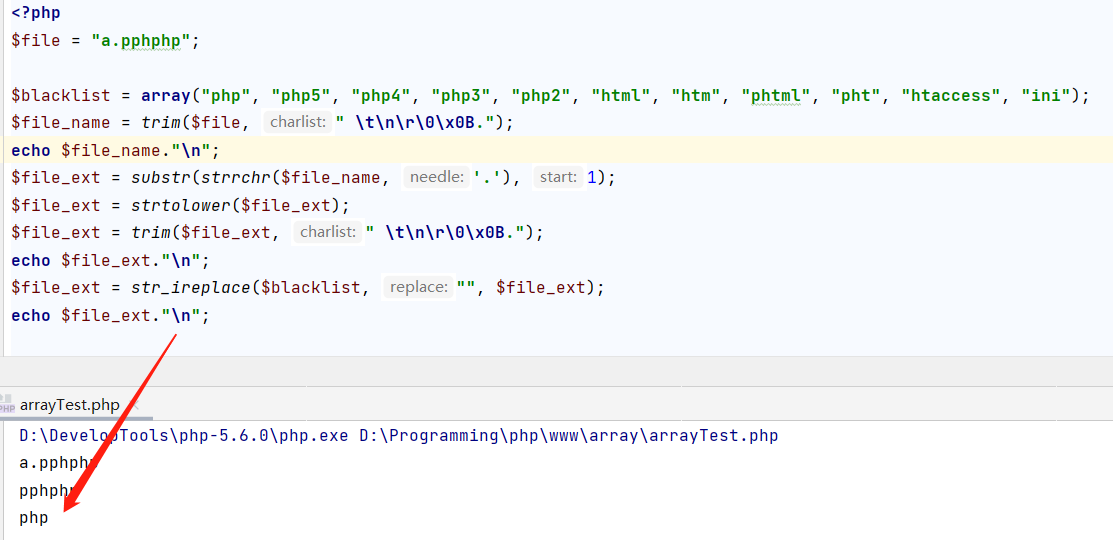 <?php
$file = "a.pphphp";
$blacklist = array("php", "php5", "php4", "php3", "php2", "html", "htm", "phtml", "pht", "htaccess", "ini");
$file_name = trim($file, charlist: " \t\n\r\0\x0B.");
echo $file_name."\n";
$file_ext = substr(strrchr($file_name, needle: '.'), start: 1);
$file_ext = strtolower($file_ext);
$file_ext = trim($file_ext, charlist: " \t\n\r\0\x0B.");
echo $file_ext."\n";
$file_ext = str_ireplace($blacklist, replace: "", $file_ext);
echo $file_ext."\n";
PHP arrayTest.php ×
D:\DevelopTools\php-5.6.0\php.exe D:\Programming\php\www\array\arrayTest.php
a.pphphp
pphphp
php